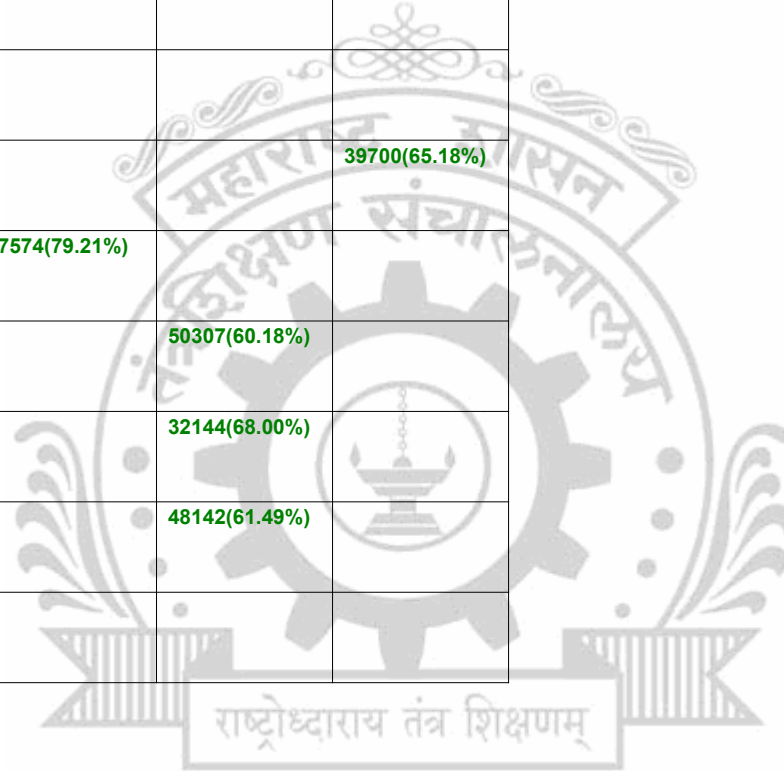 महाराष्ट्र शासन
तंत्रशिक्षण संचालनालय
39700(65.18%)
7574(79.21%)
50307(60.18%)
32144(68.00%)
48142(61.49%)
राष्ट्रोध्दाराय तंत्र शिक्षणम्